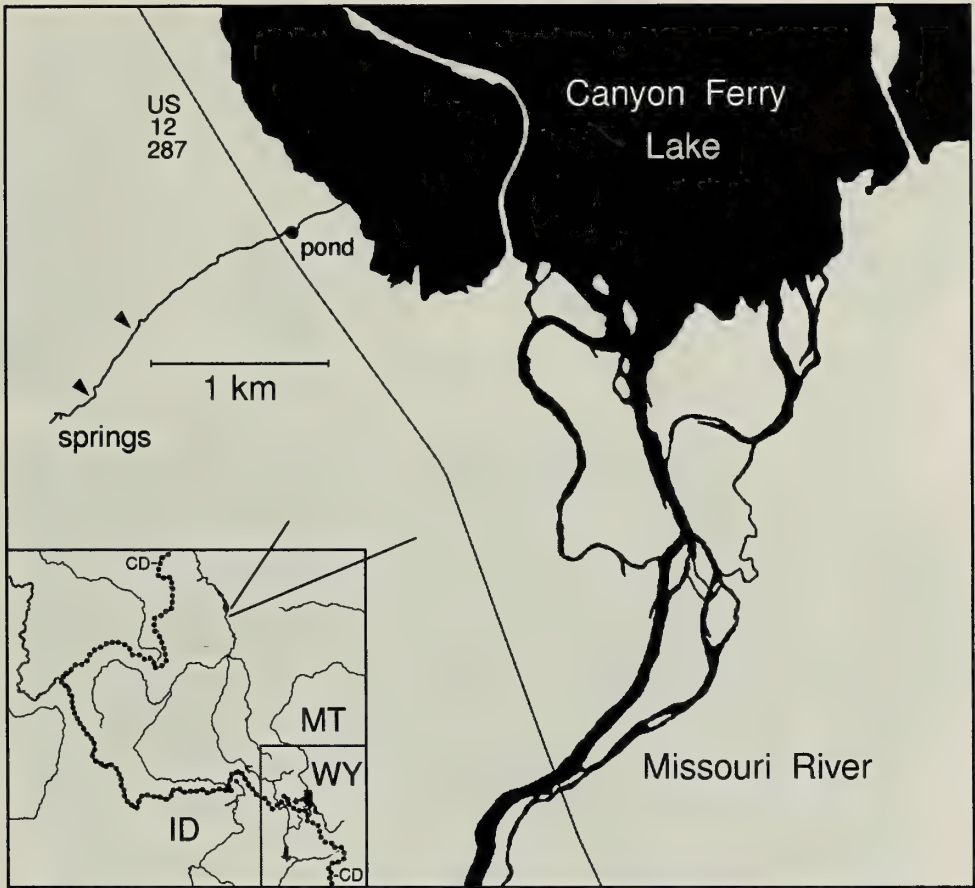 Canyon Ferry
Lake
US
12
287
pond
1 km
springs
CD
MT
WY
ID
CD
Missouri River